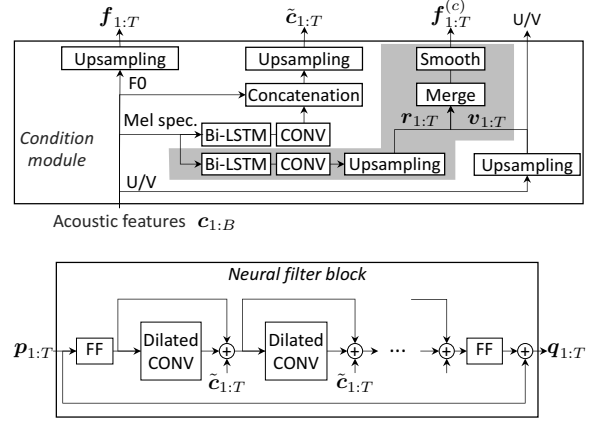 f1:T c̃1:T f(c)1:T U/V
Upsampling Upsampling Smooth
F0 Concatenation Merge
r1:T v1:T
Mel spec. Bi-LSTM CONV
Condition module
Bi-LSTM CONV Upsampling Upsampling
U/V
Acoustic features c1:B
Neural filter block
p1:T FF Dilated CONV + Dilated CONV + ... + FF + q1:T
c̃1:T c̃1:T